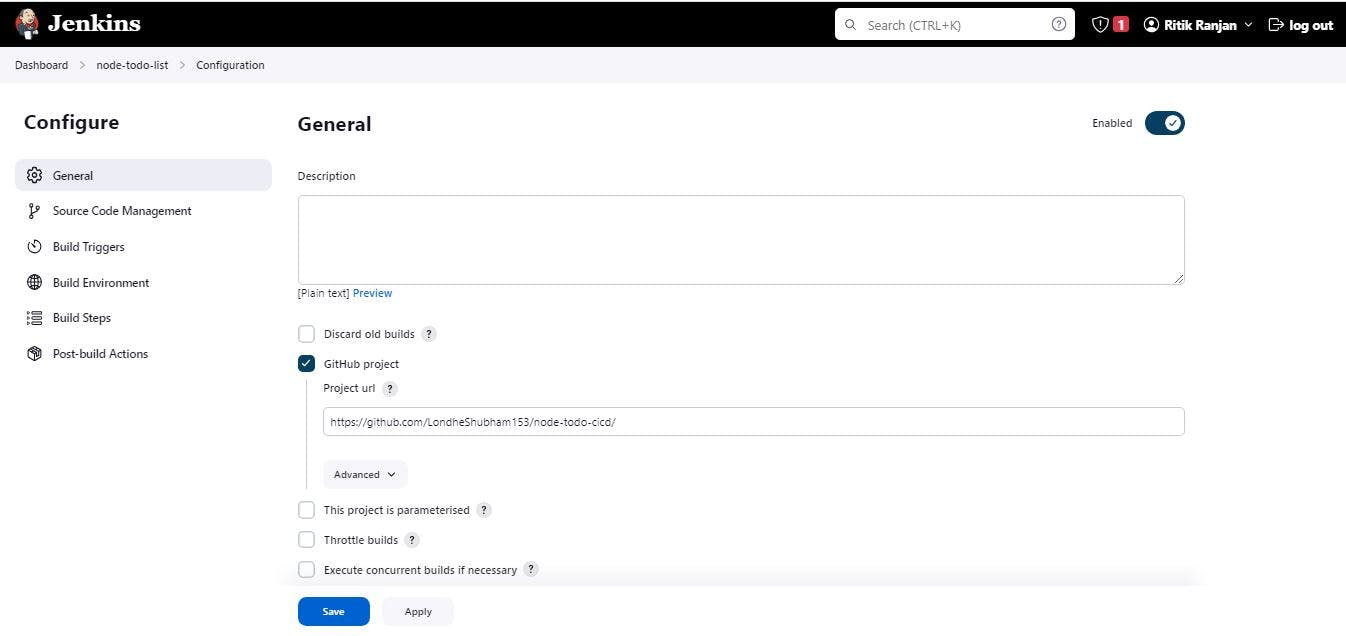 Jenkins
Search (CTRL+K) ?
1 Ritik Ranjan log out
Dashboard > node-todo-list > Configuration
Configure
General
Source Code Management
Build Triggers
Build Environment
Build Steps
Post-build Actions
General
Enabled
Description
[Plain text] Preview
Discard old builds ?
GitHub project
Project url ?
https://github.com/LondheShubham153/node-todo-cicd/
Advanced
This project is parameterised ?
Throttle builds ?
Execute concurrent builds if necessary ?
Save Apply